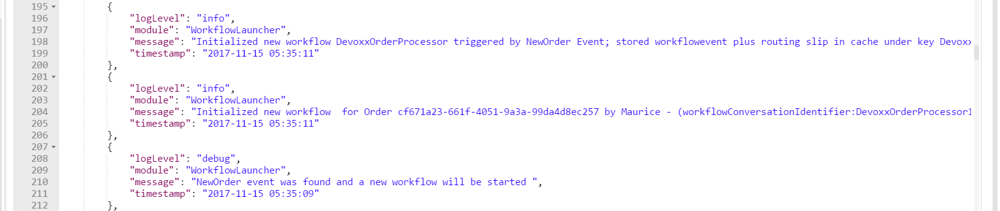 195 {
196 "logLevel": "info",
197 "module": "WorkflowLauncher",
198 "message": "Initialized new workflow DevoxxOrderProcessor triggered by NewOrder Event; stored workflowevent plus routing slip in cache under key Devoxx
199 "timestamp": "2017-11-15 05:35:11"
200 },
201 {
202 "logLevel": "info",
203 "module": "WorkflowLauncher",
204 "message": "Initialized new workflow  for Order cf671a23-661f-4051-9a3a-99da4d8ec257 by Maurice - (workflowConversationIdentifier:DevoxxOrderProcessor1
205 "timestamp": "2017-11-15 05:35:11"
206 },
207 {
208 "logLevel": "debug",
209 "module": "WorkflowLauncher",
210 "message": "NewOrder event was found and a new workflow will be started ",
211 "timestamp": "2017-11-15 05:35:09"
212 },